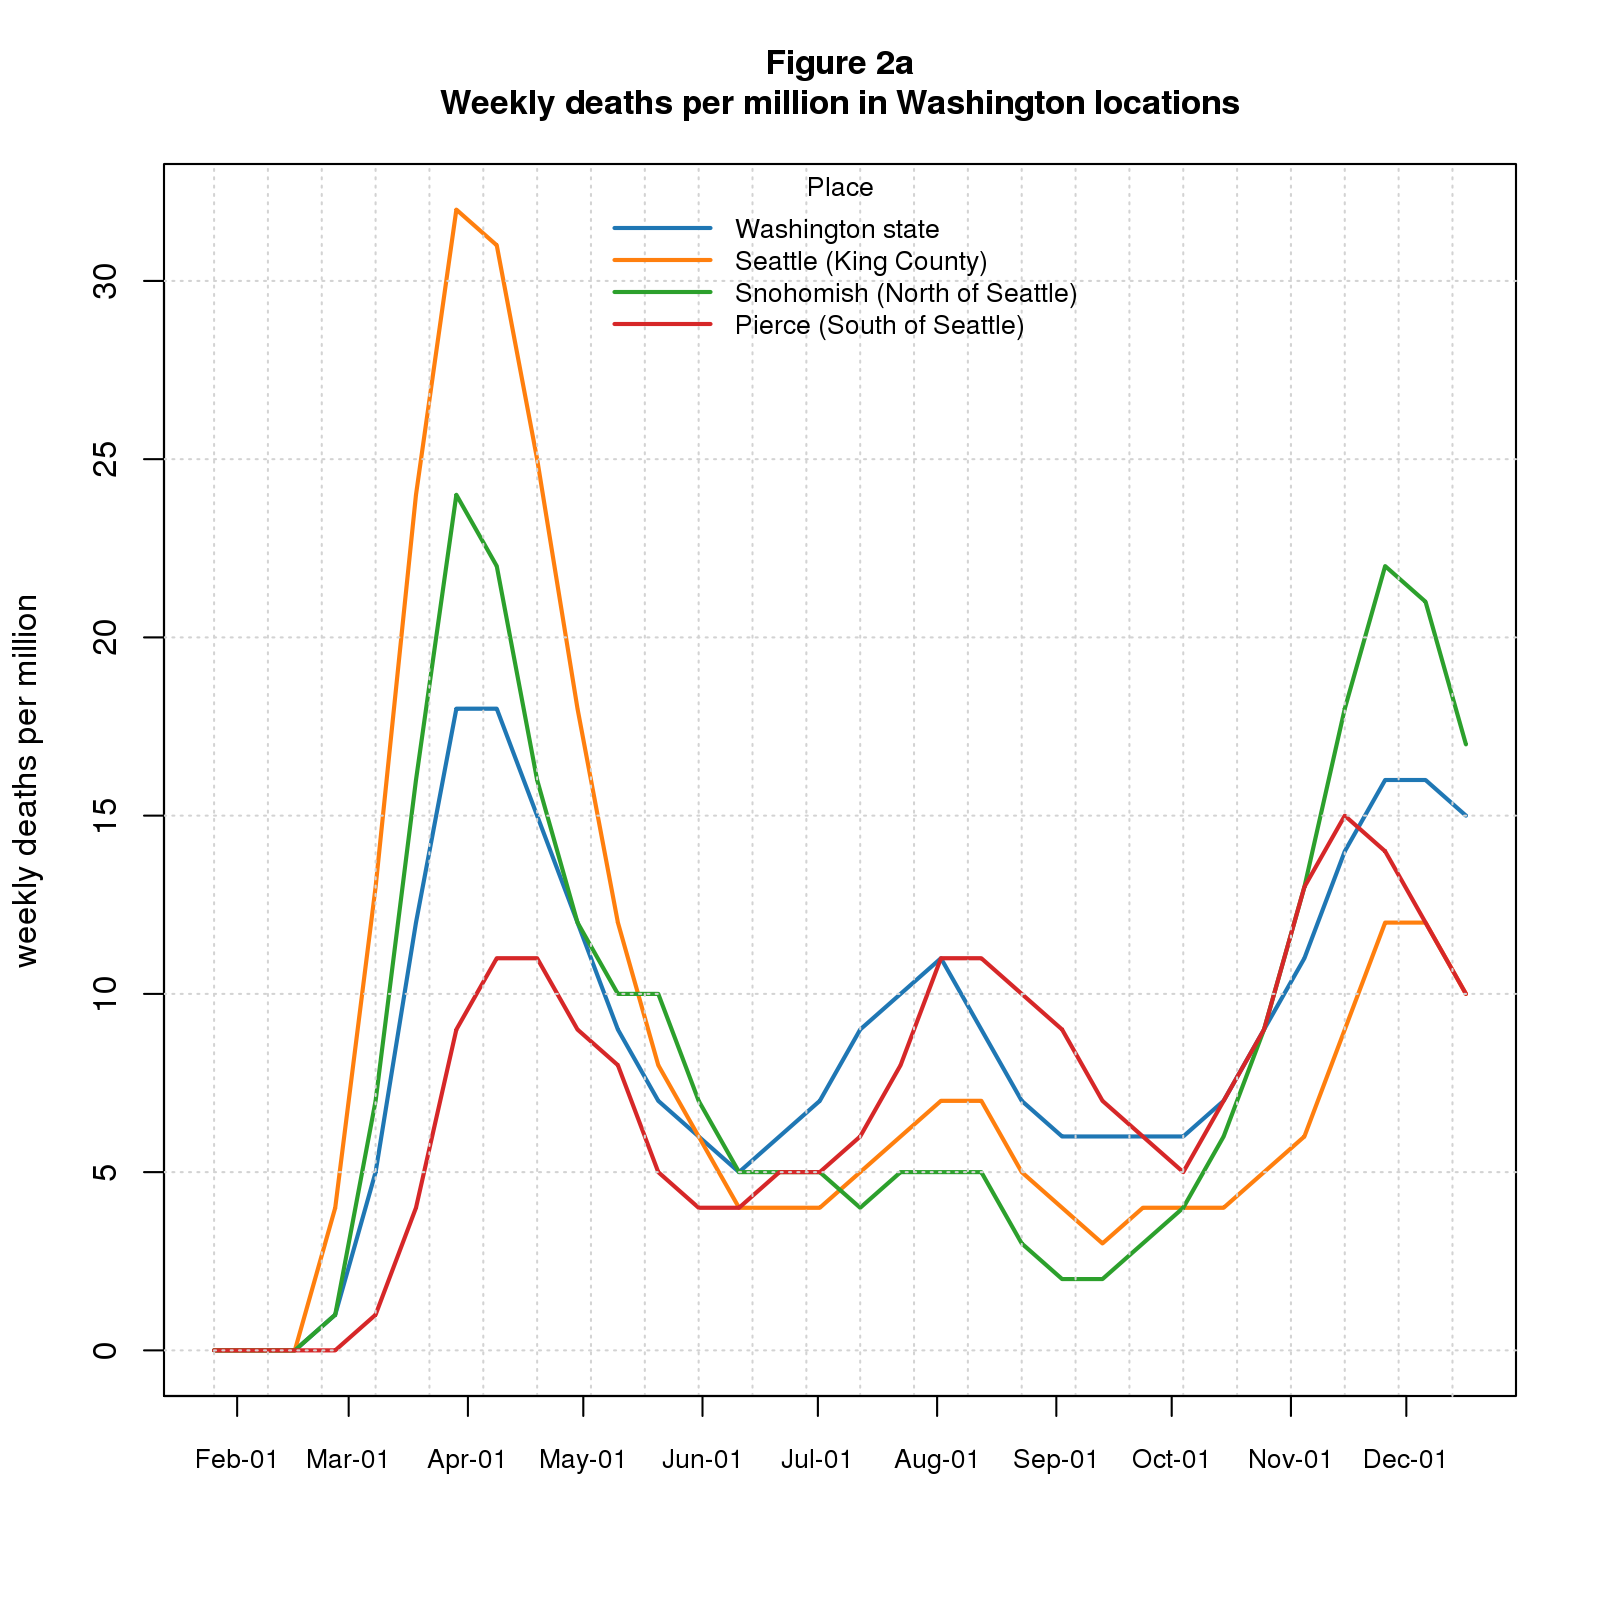 Figure 2a
Weekly deaths per million in Washington locations
Place
Washington state
Seattle (King County)
Snohomish (North of Seattle)
Pierce (South of Seattle)
weekly deaths per million
30
25
20
15
10
5
0
Feb-01 Mar-01 Apr-01 May-01 Jun-01 Jul-01 Aug-01 Sep-01 Oct-01 Nov-01 Dec-01